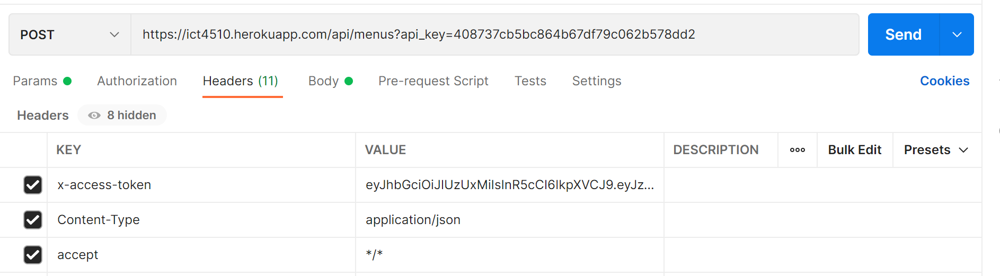 POST https://ict4510.herokuapp.com/api/menus?api_key=408737cb5bc864b67df79c062b578dd2 Send
Params Authorization Headers (11) Body Pre-request Script Tests Settings Cookies
Headers 8 hidden
KEY VALUE DESCRIPTION ooo Bulk Edit Presets
x-access-token eyJhbGciOiJIUzUxMiIsInR5cCI6IkpXVCJ9.eyJz...
Content-Type application/json
accept */*